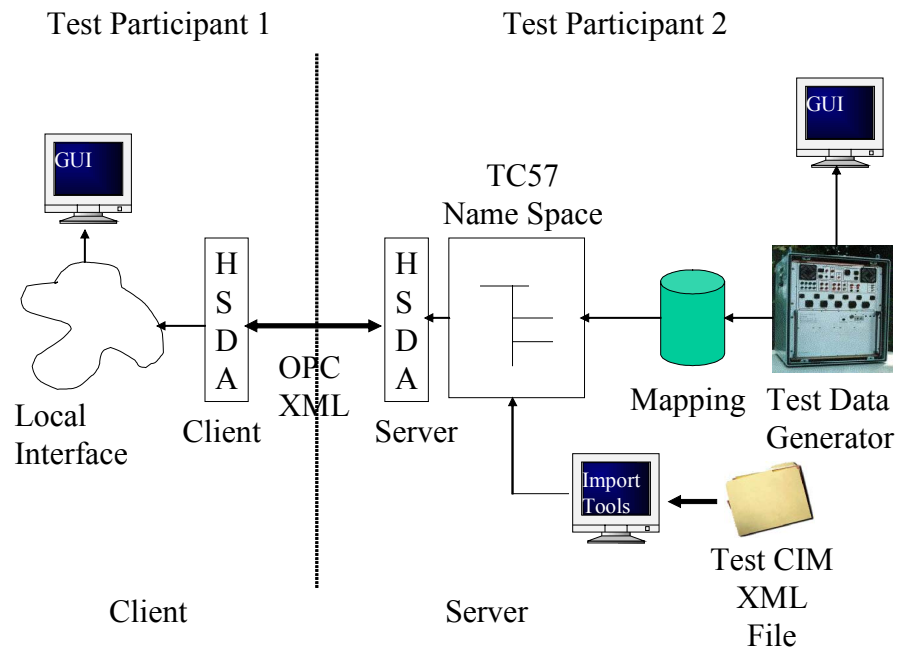 Test Participant 1
Test Participant 2
GUI
GUI
TC57
Name Space
H
S
D
A
H
S
D
A
OPC
XML
Local
Interface
Client
Server
Mapping
Test Data
Generator
Import
Tools
Test CIM
XML
File
Client
Server